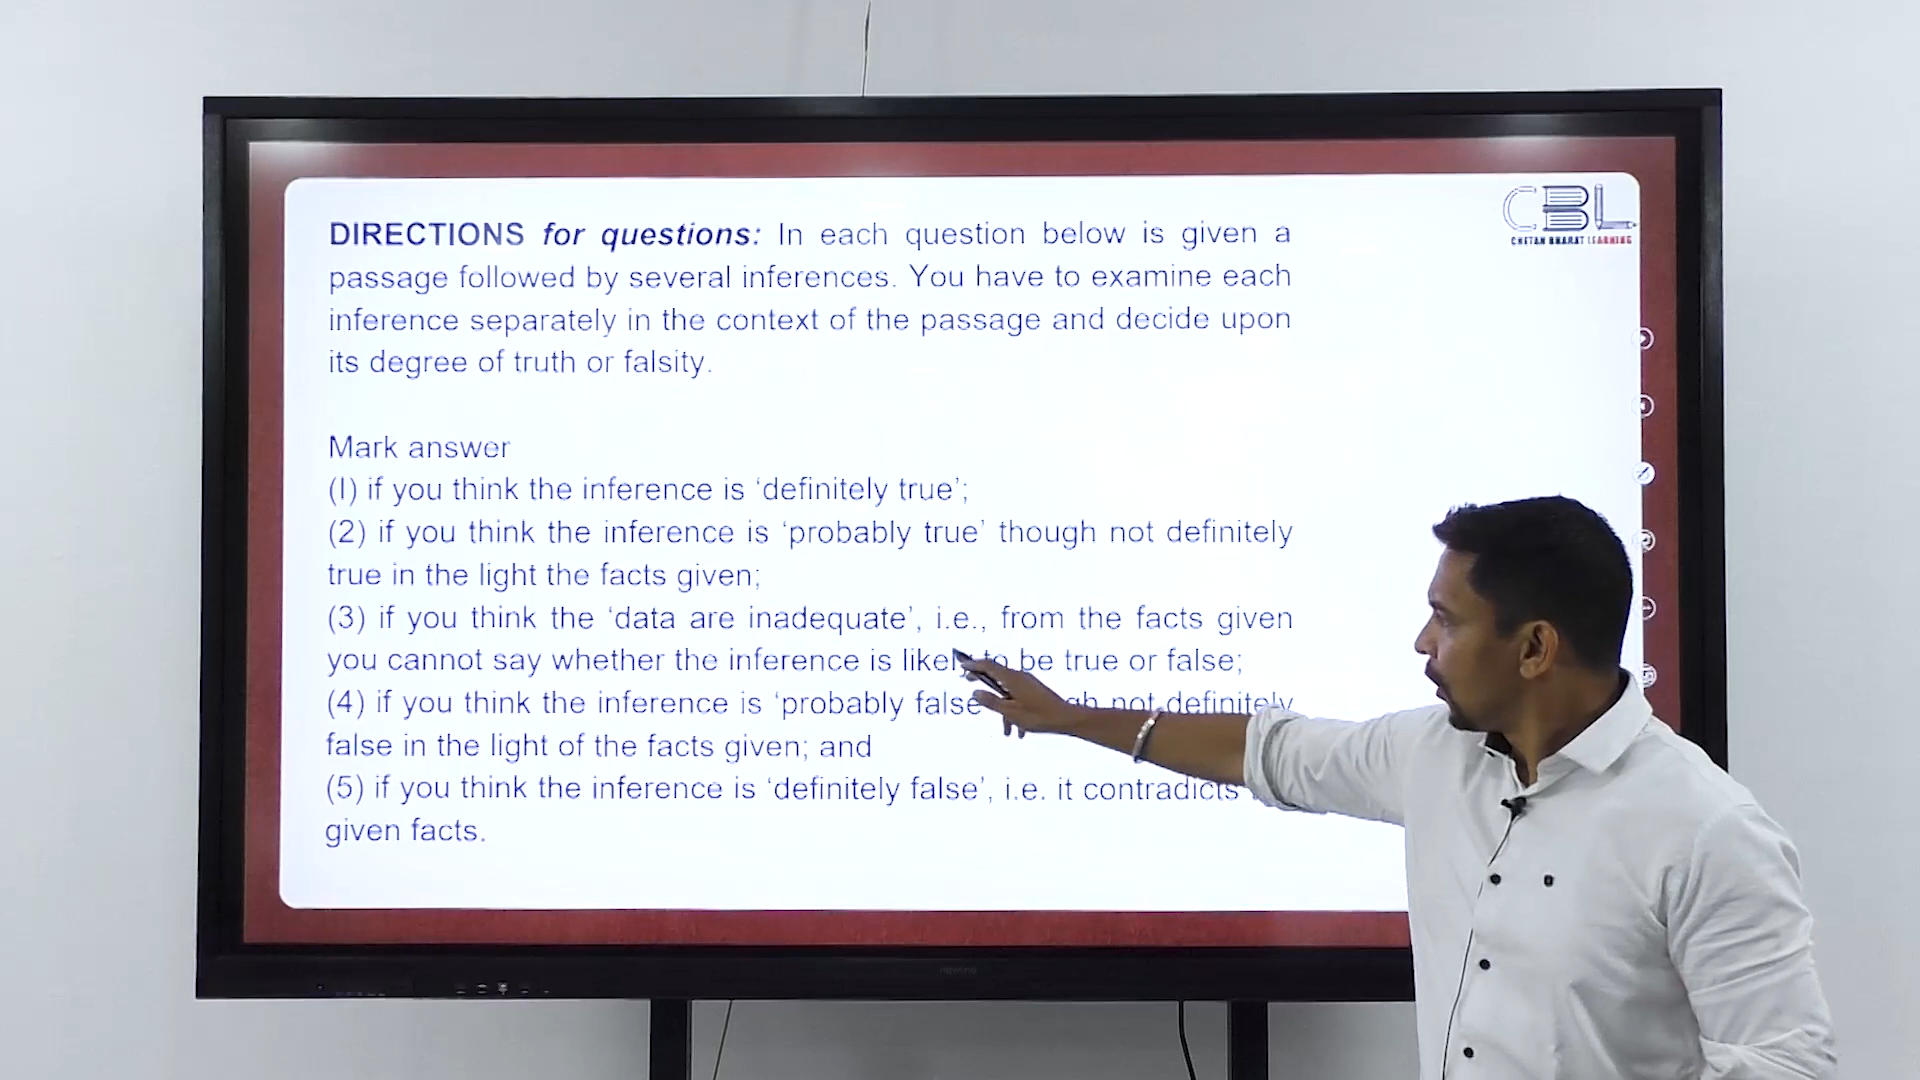 CBL
CHETAN BHARAT LEARNING
DIRECTIONS for questions: In each question below is given a
passage followed by several inferences. You have to examine each
inference separately in the context of the passage and decide upon
its degree of truth or falsity.
Mark answer
(I) if you think the inference is ‘definitely true’;
(2) if you think the inference is ‘probably true’ though not definitely
true in the light the facts given;
(3) if you think the ‘data are inadequate’, i.e., from the facts given
you cannot say whether the inference is likely to be true or false;
(4) if you think the inference is ‘probably false not definitely
false in the light of the facts given; and
(5) if you think the inference is ‘definitely false’, i.e. it contradicts
given facts.